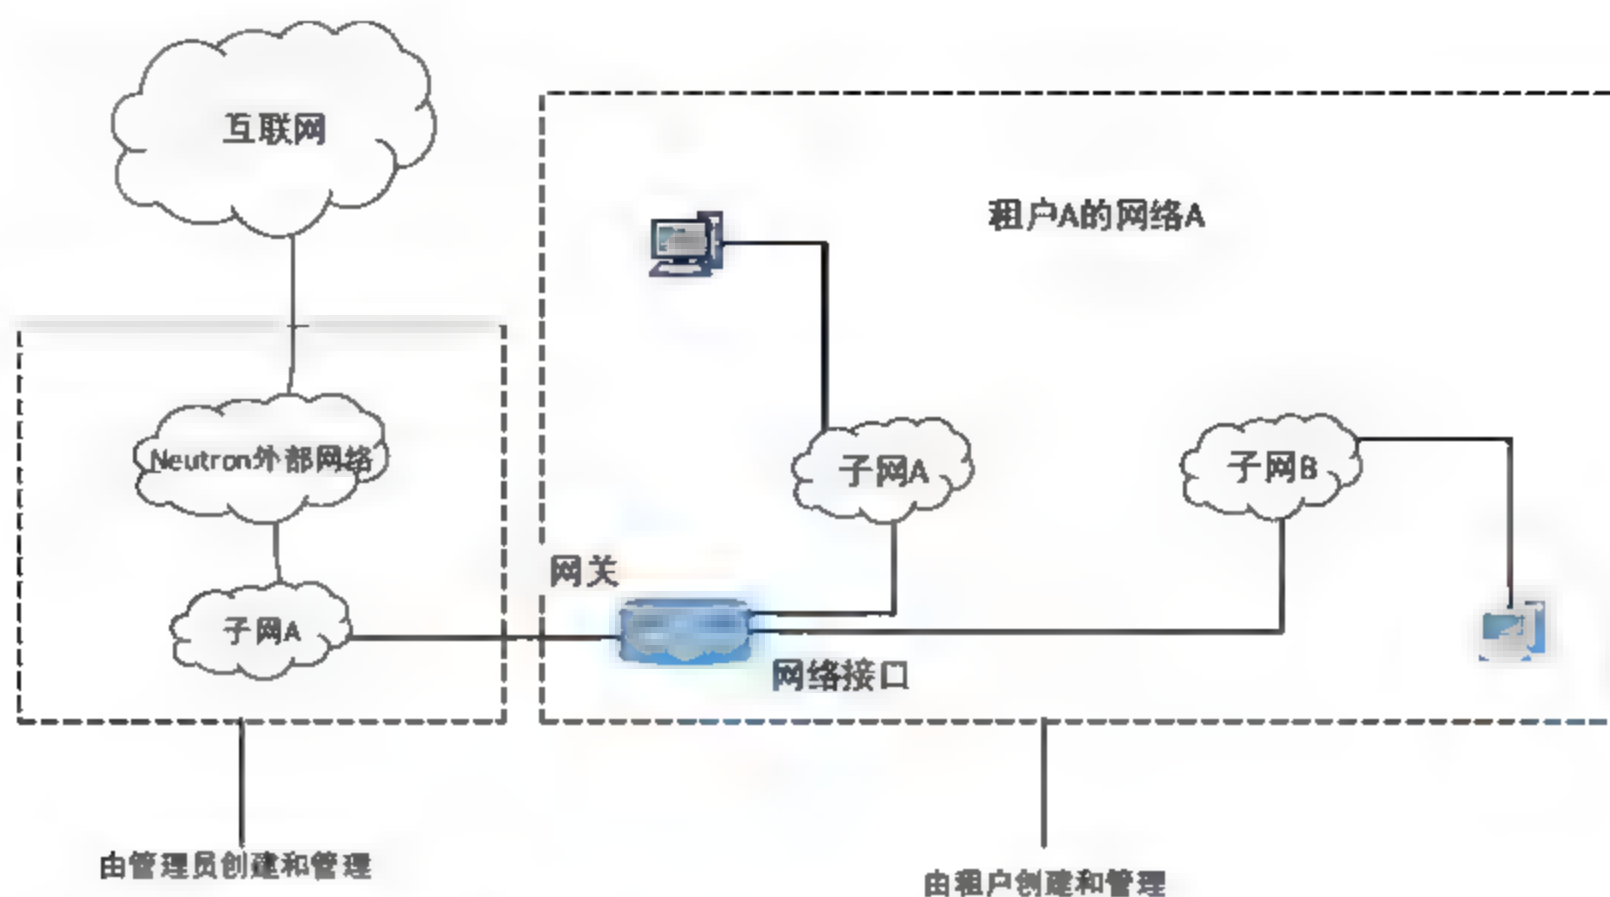 互联网
租户A的网络A
Neutron外部网络
子网A
子网B
网关
子网A
网络接口
由管理员创建和管理
由租户创建和管理